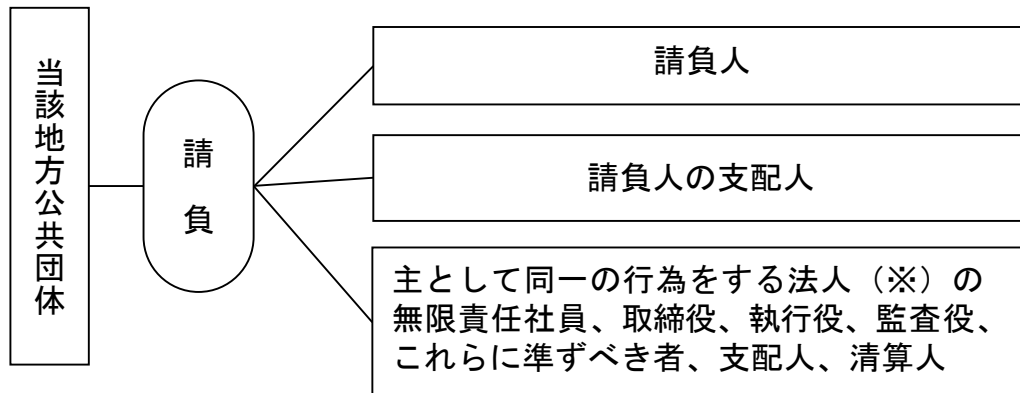 当該地方公共団体
請負
請負人
請負人の支配人
主として同一の行為をする法人（※）の
無限責任社員、取締役、執行役、監査役、
これらに準ずべき者、支配人、清算人